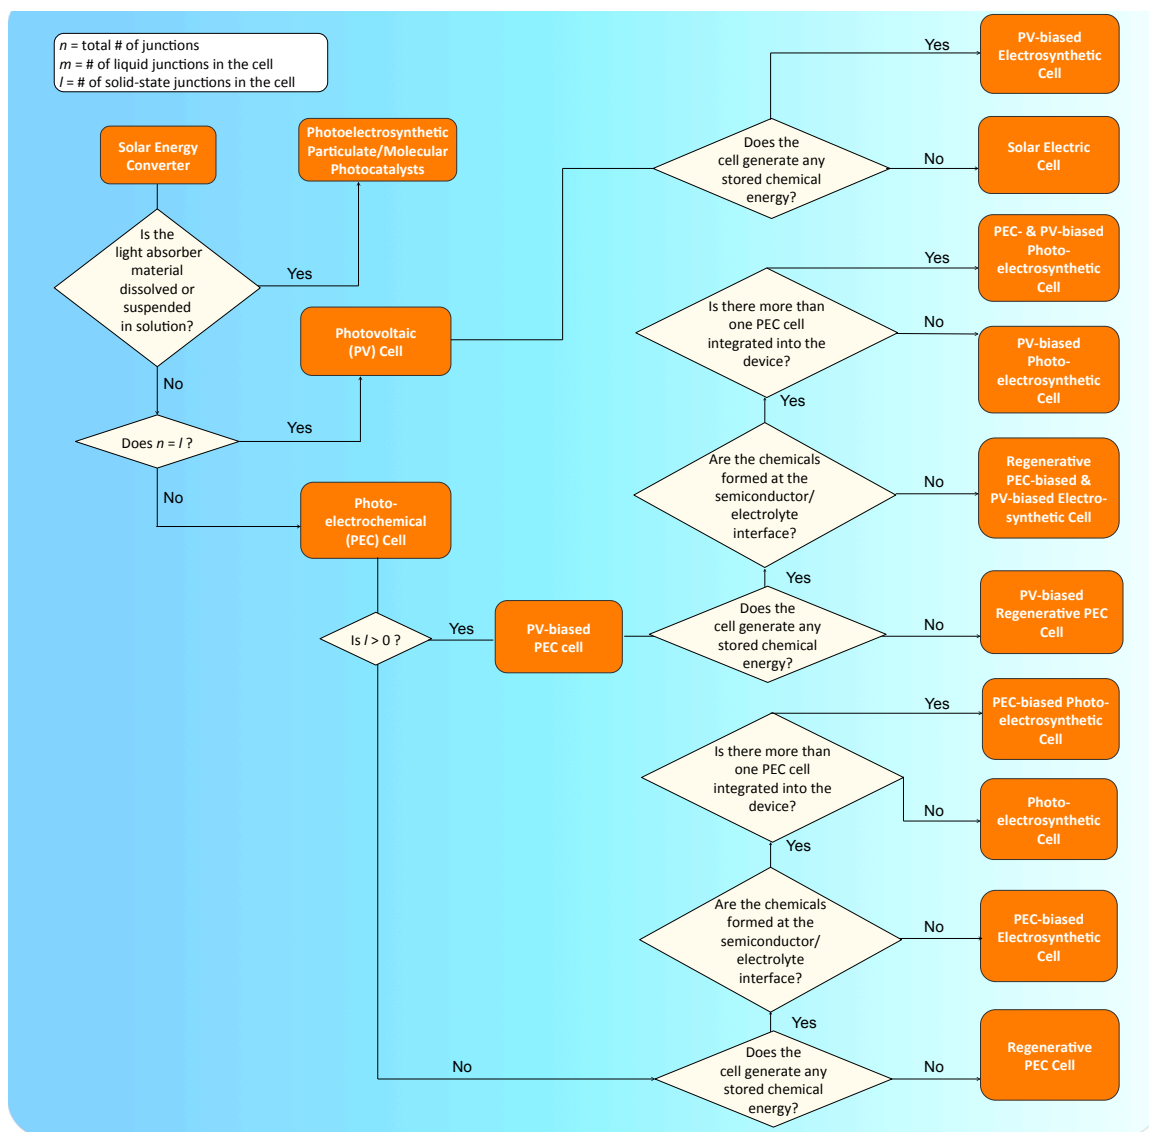 n = total # of junctions
m = # of liquid junctions in the cell
l = # of solid-state junctions in the cell
Solar Energy
Converter
Is the
light absorber
material
dissolved or
suspended
in solution?
Yes
Photoelectrosynthetic
Particulate/Molecular
Photocatalysts
No
Does n = l ?
Yes
Photovoltaic
(PV) Cell
No
Photo-
electrochemical
(PEC) Cell
Is l > 0 ?
Yes
PV-biased
PEC cell
No
Does the
cell generate any
stored chemical
energy?
Yes
PV-biased
Electrosynthetic
Cell
No
Solar Electric
Cell
Is there more than
one PEC cell
integrated into the
device?
Yes
PEC- & PV-biased
Photo-
electrosynthetic
Cell
No
PV-biased
Photo-
electrosynthetic
Cell
Yes
Are the chemicals
formed at the
semiconductor/
electrolyte
interface?
No
Regenerative
PEC-biased &
PV-biased Electro-
synthetic Cell
Yes
Does the
cell generate any
stored chemical
energy?
No
PV-biased
Regenerative PEC
Cell
Is there more than
one PEC cell
integrated into the
device?
Yes
PEC-biased Photo-
electrosynthetic
Cell
No
Photo-
electrosynthetic
Cell
Yes
Are the chemicals
formed at the
semiconductor/
electrolyte
interface?
No
PEC-biased
Electrosynthetic
Cell
Yes
Does the
cell generate any
stored chemical
energy?
No
Regenerative
PEC Cell